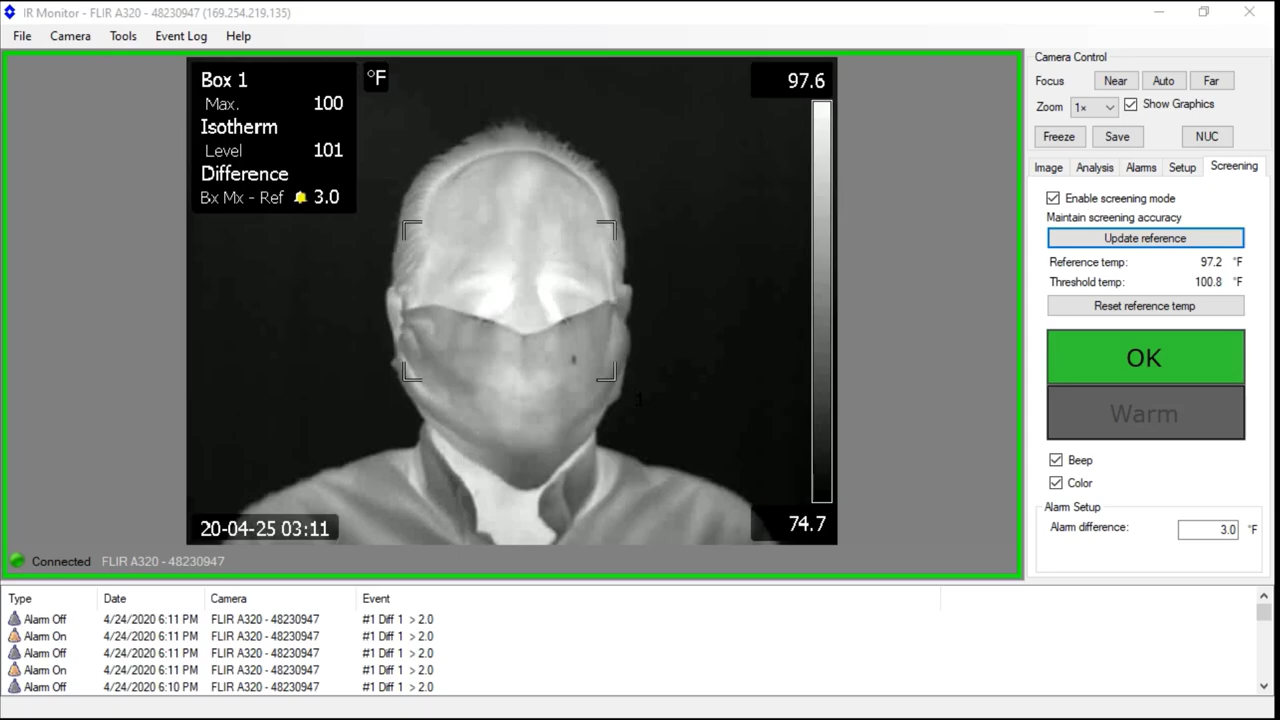 IR Monitor - FLIR A320 - 48230947 (169.254.219.135)
File Camera Tools Event Log Help
Box 1
Max. 100
Isotherm
Level 101
Difference
Bx Mx - Ref 3.0
°F
97.6
74.7
20-04-25 03:11
Connected FLIR A320 - 48230947
Camera Control
Focus Near Auto Far
Zoom 1× Show Graphics
Freeze Save NUC
Image Analysis Alarms Setup Screening
Enable screening mode
Maintain screening accuracy
Update reference
Reference temp: 97.2 °F
Threshold temp: 100.8 °F
Reset reference temp
OK
Warm
Beep
Color
Alarm Setup
Alarm difference: 3.0 °F
Type Date Camera Event
Alarm Off 4/24/2020 6:11 PM FLIR A320 - 48230947 #1 Diff 1 > 2.0
Alarm On 4/24/2020 6:11 PM FLIR A320 - 48230947 #1 Diff 1 > 2.0
Alarm Off 4/24/2020 6:11 PM FLIR A320 - 48230947 #1 Diff 1 > 2.0
Alarm On 4/24/2020 6:11 PM FLIR A320 - 48230947 #1 Diff 1 > 2.0
Alarm Off 4/24/2020 6:10 PM FLIR A320 - 48230947 #1 Diff 1 > 2.0